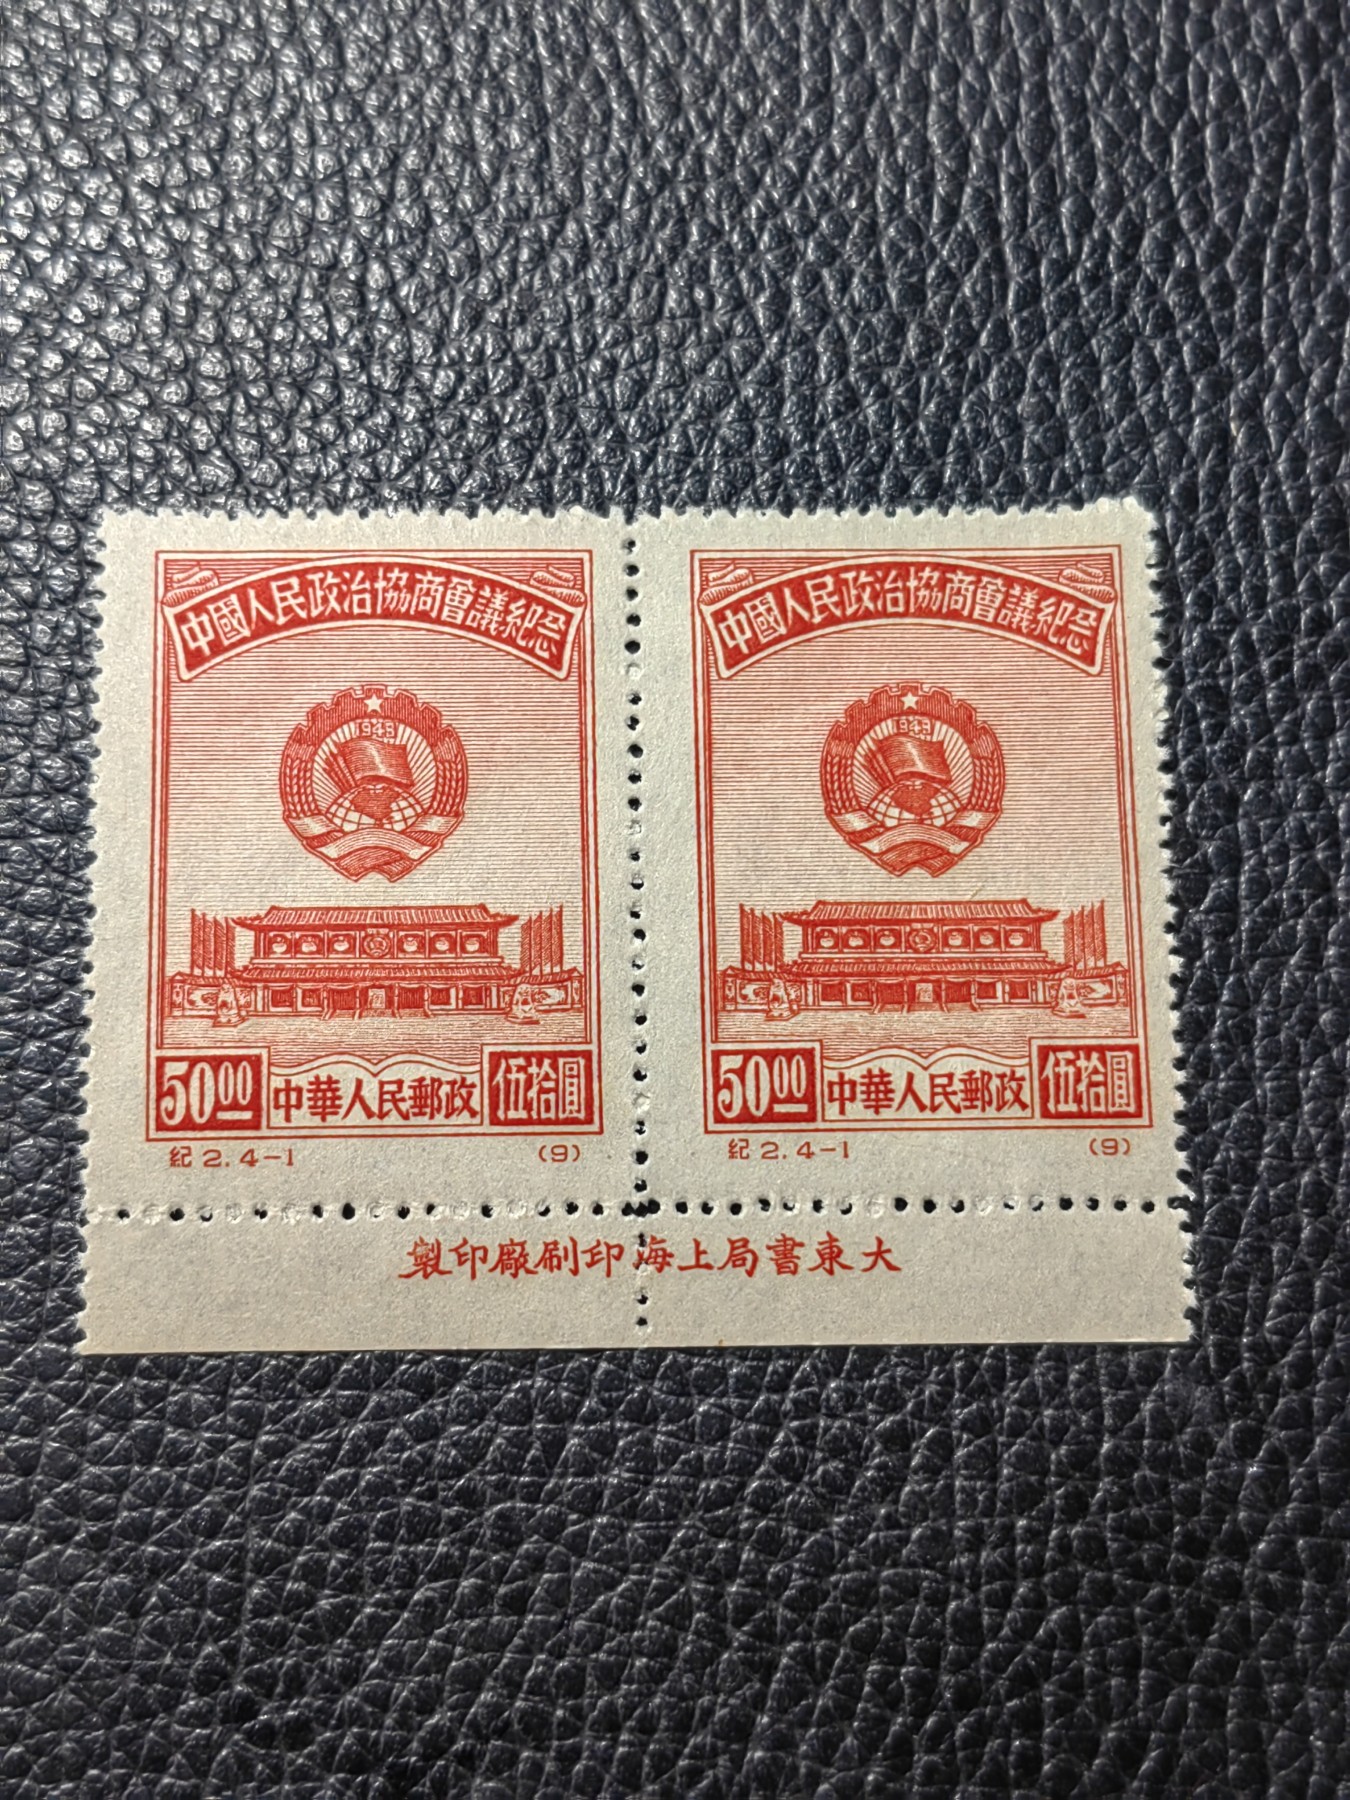 中國人民政治協商會議紀念
1949
50.00
中華人民郵政
伍拾圓
紀 2. 4-1
(9)
中國人民政治協商會議紀念
1949
50.00
中華人民郵政
伍拾圓
紀 2. 4-1
(9)
大東書局上海印刷廠印製